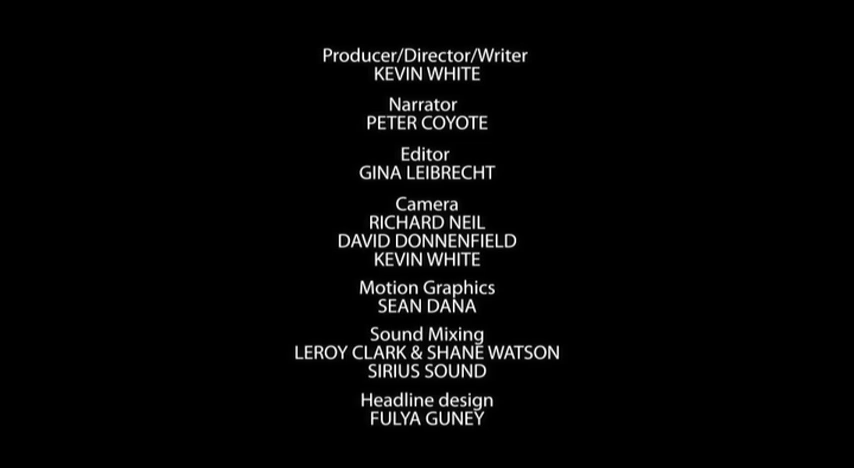 Producer/Director/Writer
KEVIN WHITE
Narrator
PETER COYOTE
Editor
GINA LEIBRECHT
Camera
RICHARD NEIL
DAVID DONNENFIELD
KEVIN WHITE
Motion Graphics
SEAN DANA
Sound Mixing
LEROY CLARK & SHANE WATSON
SIRIUS SOUND
Headline design
FULYA GUNEY